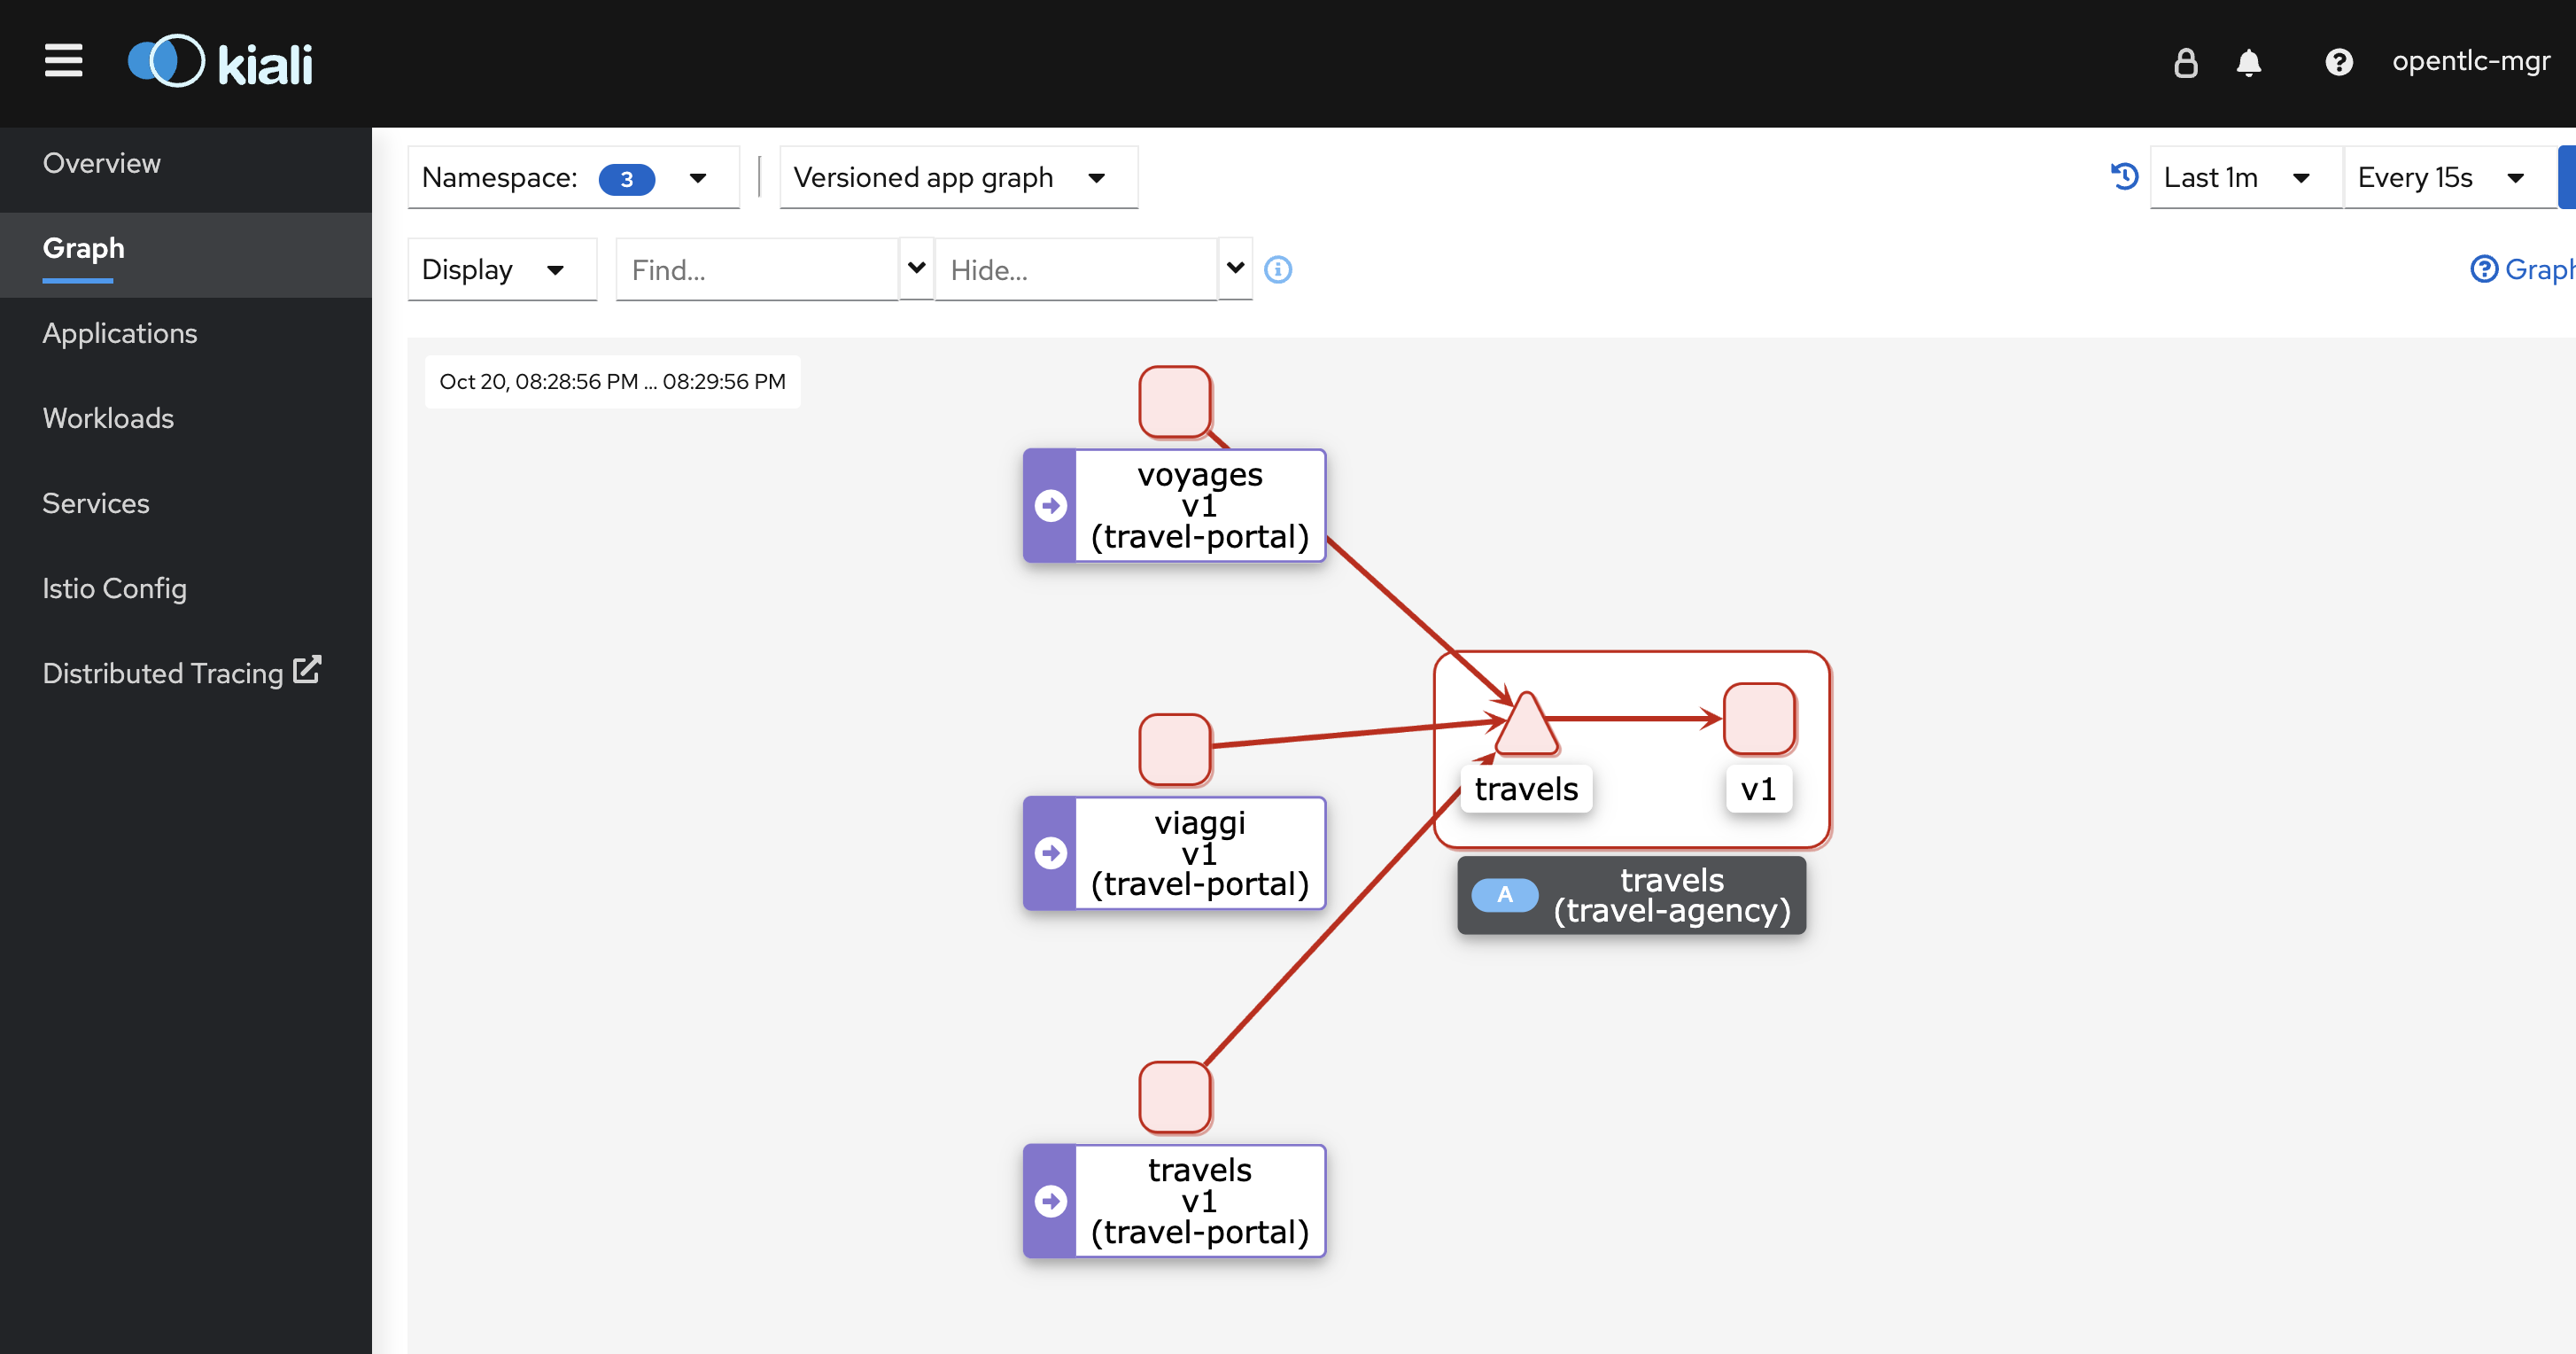 kiali
opentlc-mgr
Overview
Graph
Applications
Workloads
Services
Istio Config
Distributed Tracing
Namespace: 3
Versioned app graph
Last 1m
Every 15s
Display
Find...
Hide...
Graph
Oct 20, 08:28:56 PM ... 08:29:56 PM
voyages
v1
(travel-portal)
viaggi
v1
(travel-portal)
travels
v1
A
travels
(travel-agency)
travels
v1
(travel-portal)